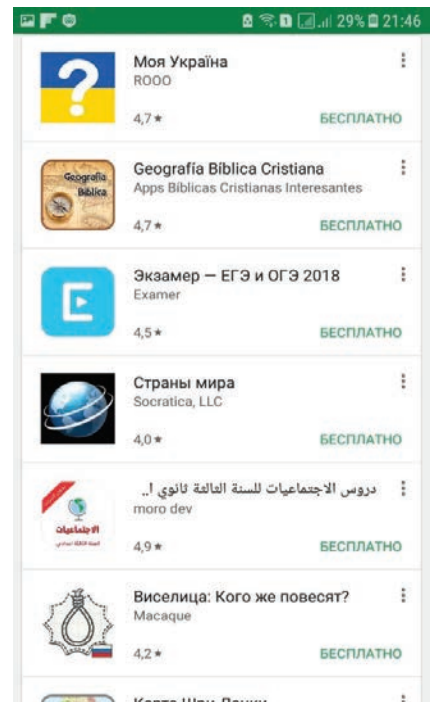 29% 21:46
Моя Україна
ROOO
4,7★ БЕСПЛАТНО
Geografía Bíblica
Geografía Bíblica Cristiana
Apps Bíblicas Cristianas Interesantes
4,7★ БЕСПЛАТНО
Экзамер — ЕГЭ и ОГЭ 2018
Examer
4,5★ БЕСПЛАТНО
Страны мира
Socratica, LLC
4,0★ БЕСПЛАТНО
دروس الاجتماعيات للسنة الثالثة ثانوي ا..
moro dev
الاجتماعيات
4,9★ БЕСПЛАТНО
Виселица: Кого же повесят?
Macaque
4,2★ БЕСПЛАТНО